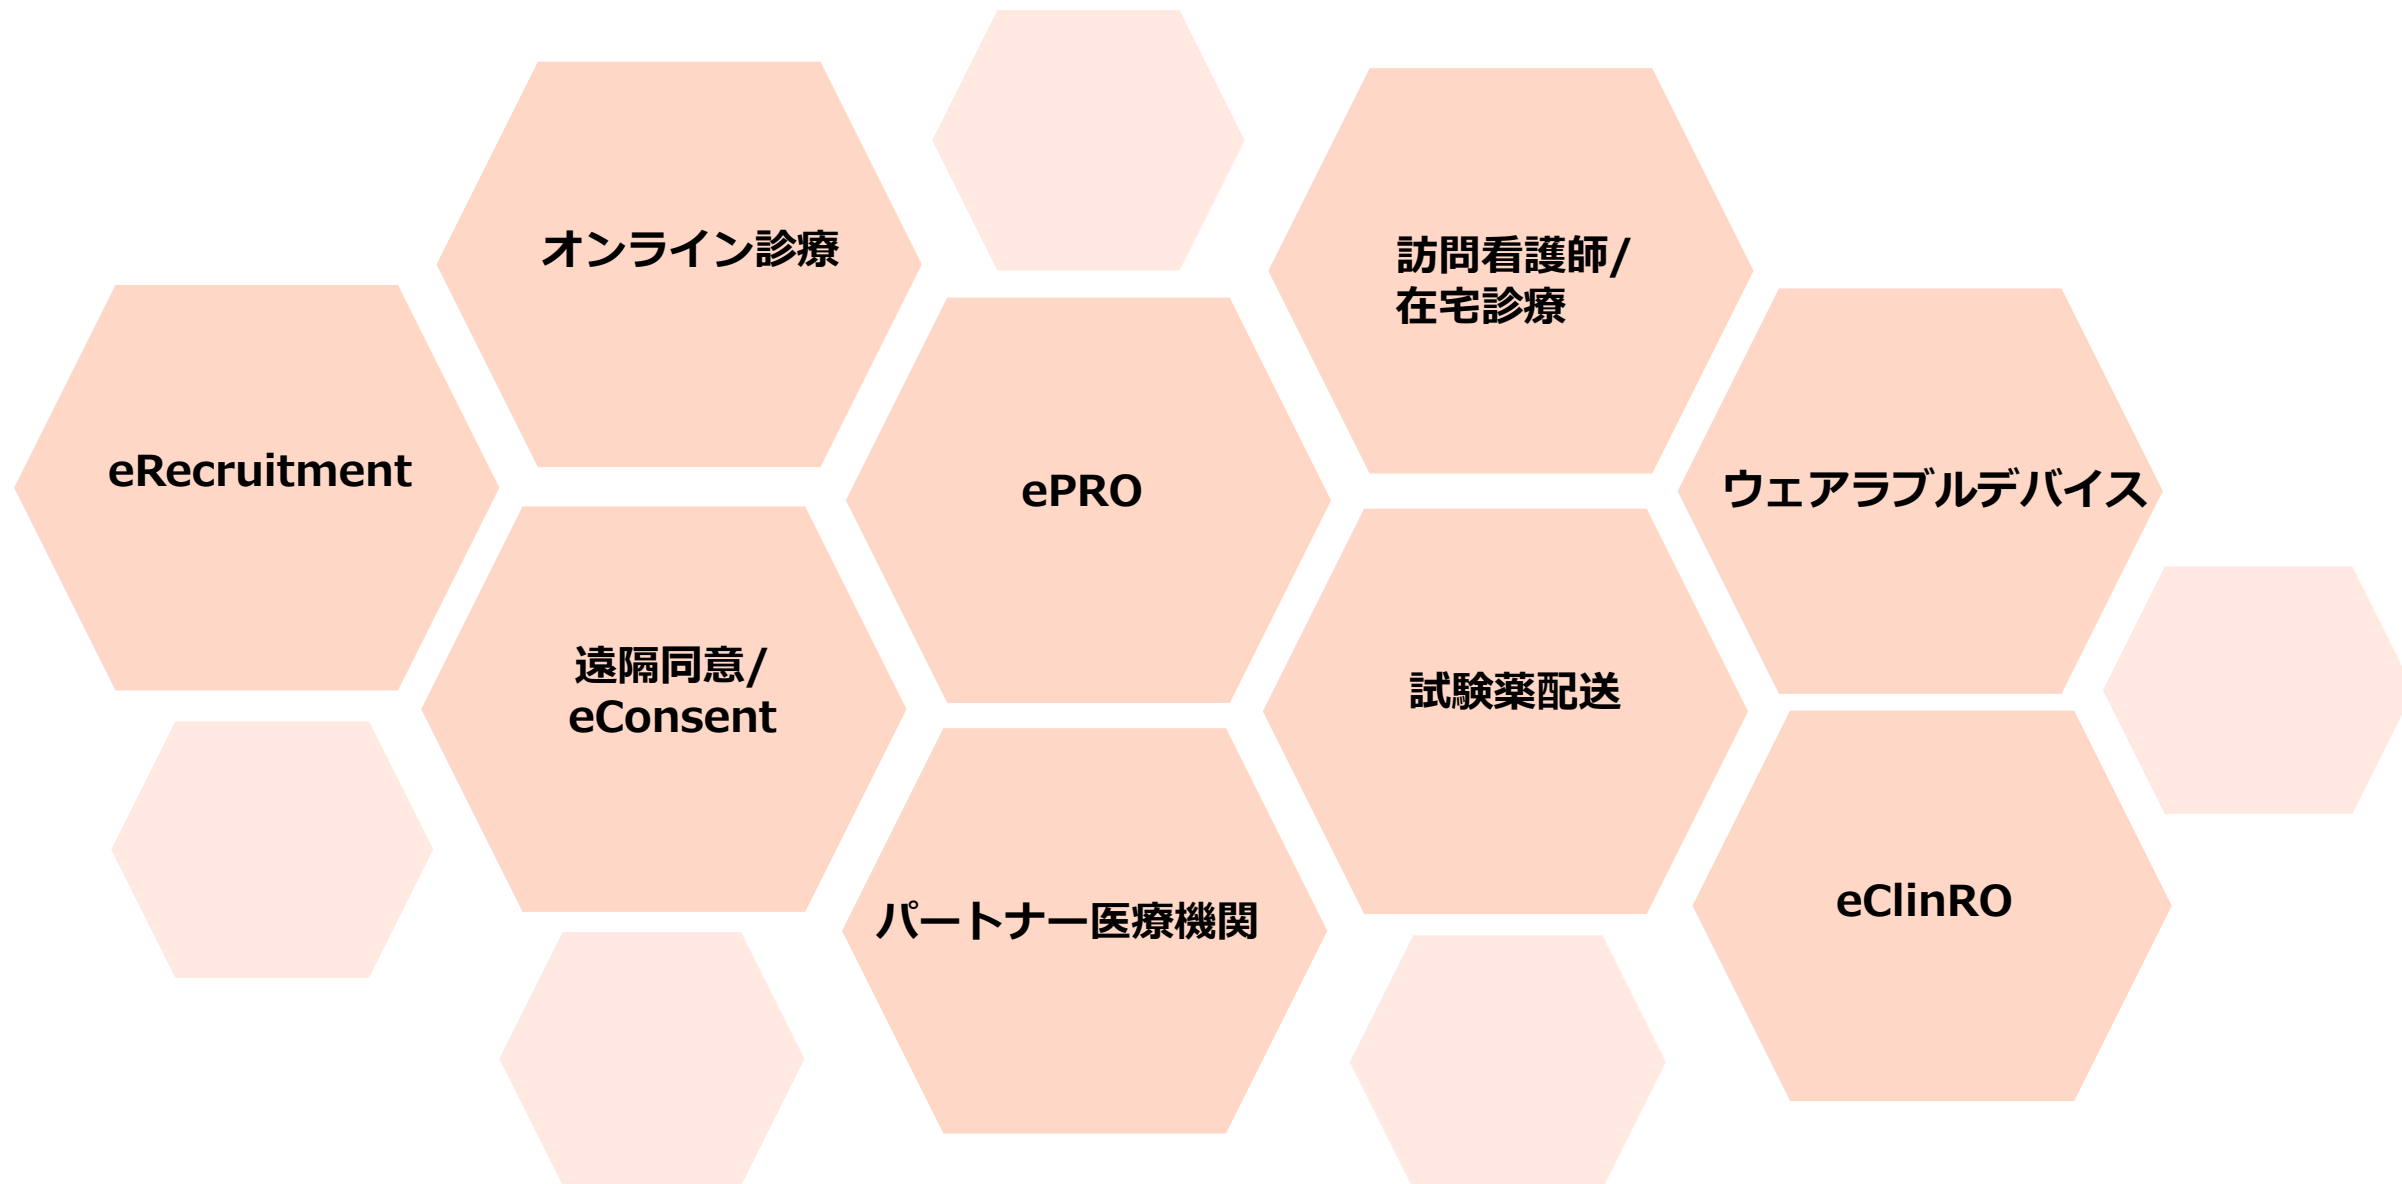 オンライン診療
訪問看護師/
在宅診療
eRecruitment
ePRO
ウェアラブルデバイス
遠隔同意/
eConsent
試験薬配送
パートナー医療機関
eClinRO